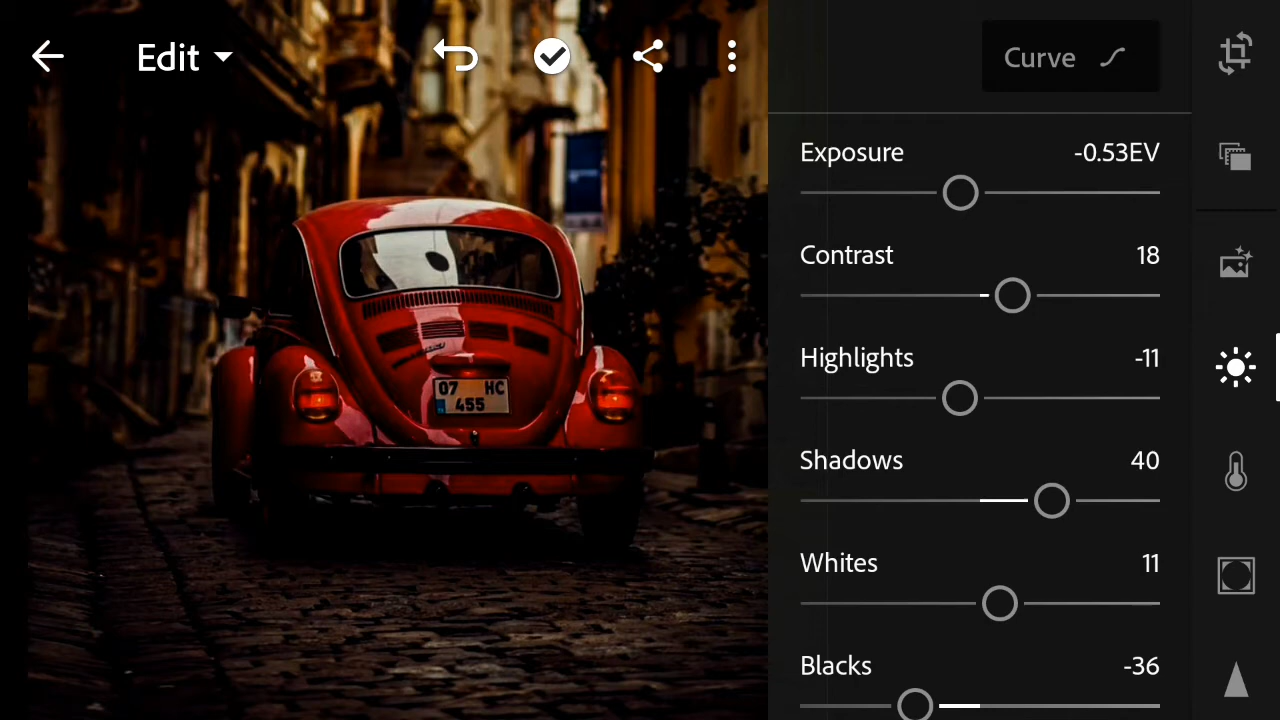 Edit
Curve
Exposure -0.53EV
Contrast 18
Highlights -11
Shadows 40
Whites 11
Blacks -36
07 HC
455